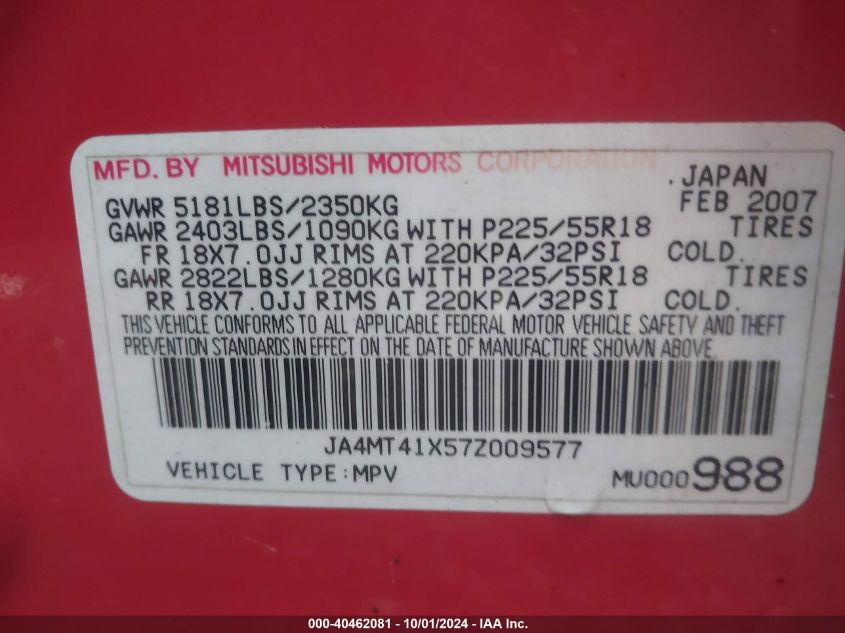 MFD. BY MITSUBISHI MOTORS CORPORATION
. JAPAN
GVWR 5181LBS/2350KG FEB 2007
GAWR 2403LBS/1090KG WITH P225/55R18 TIRES
FR 18X7.0JJ RIMS AT 220KPA/32PSI COLD.
GAWR 2822LBS/1280KG WITH P225/55R18 TIRES
RR 18X7.0JJ RIMS AT 220KPA/32PSI COLD.
THIS VEHICLE CONFORMS TO ALL APPLICABLE FEDERAL MOTOR VEHICLE SAFETY AND THEFT
PREVENTION STANDARDS IN EFFECT ON THE DATE OF MANUFACTURE SHOWN ABOVE.
JA4MT41X57Z009577
VEHICLE TYPE:MPV MU000988
000-40462081 - 10/01/2024 - IAA Inc.